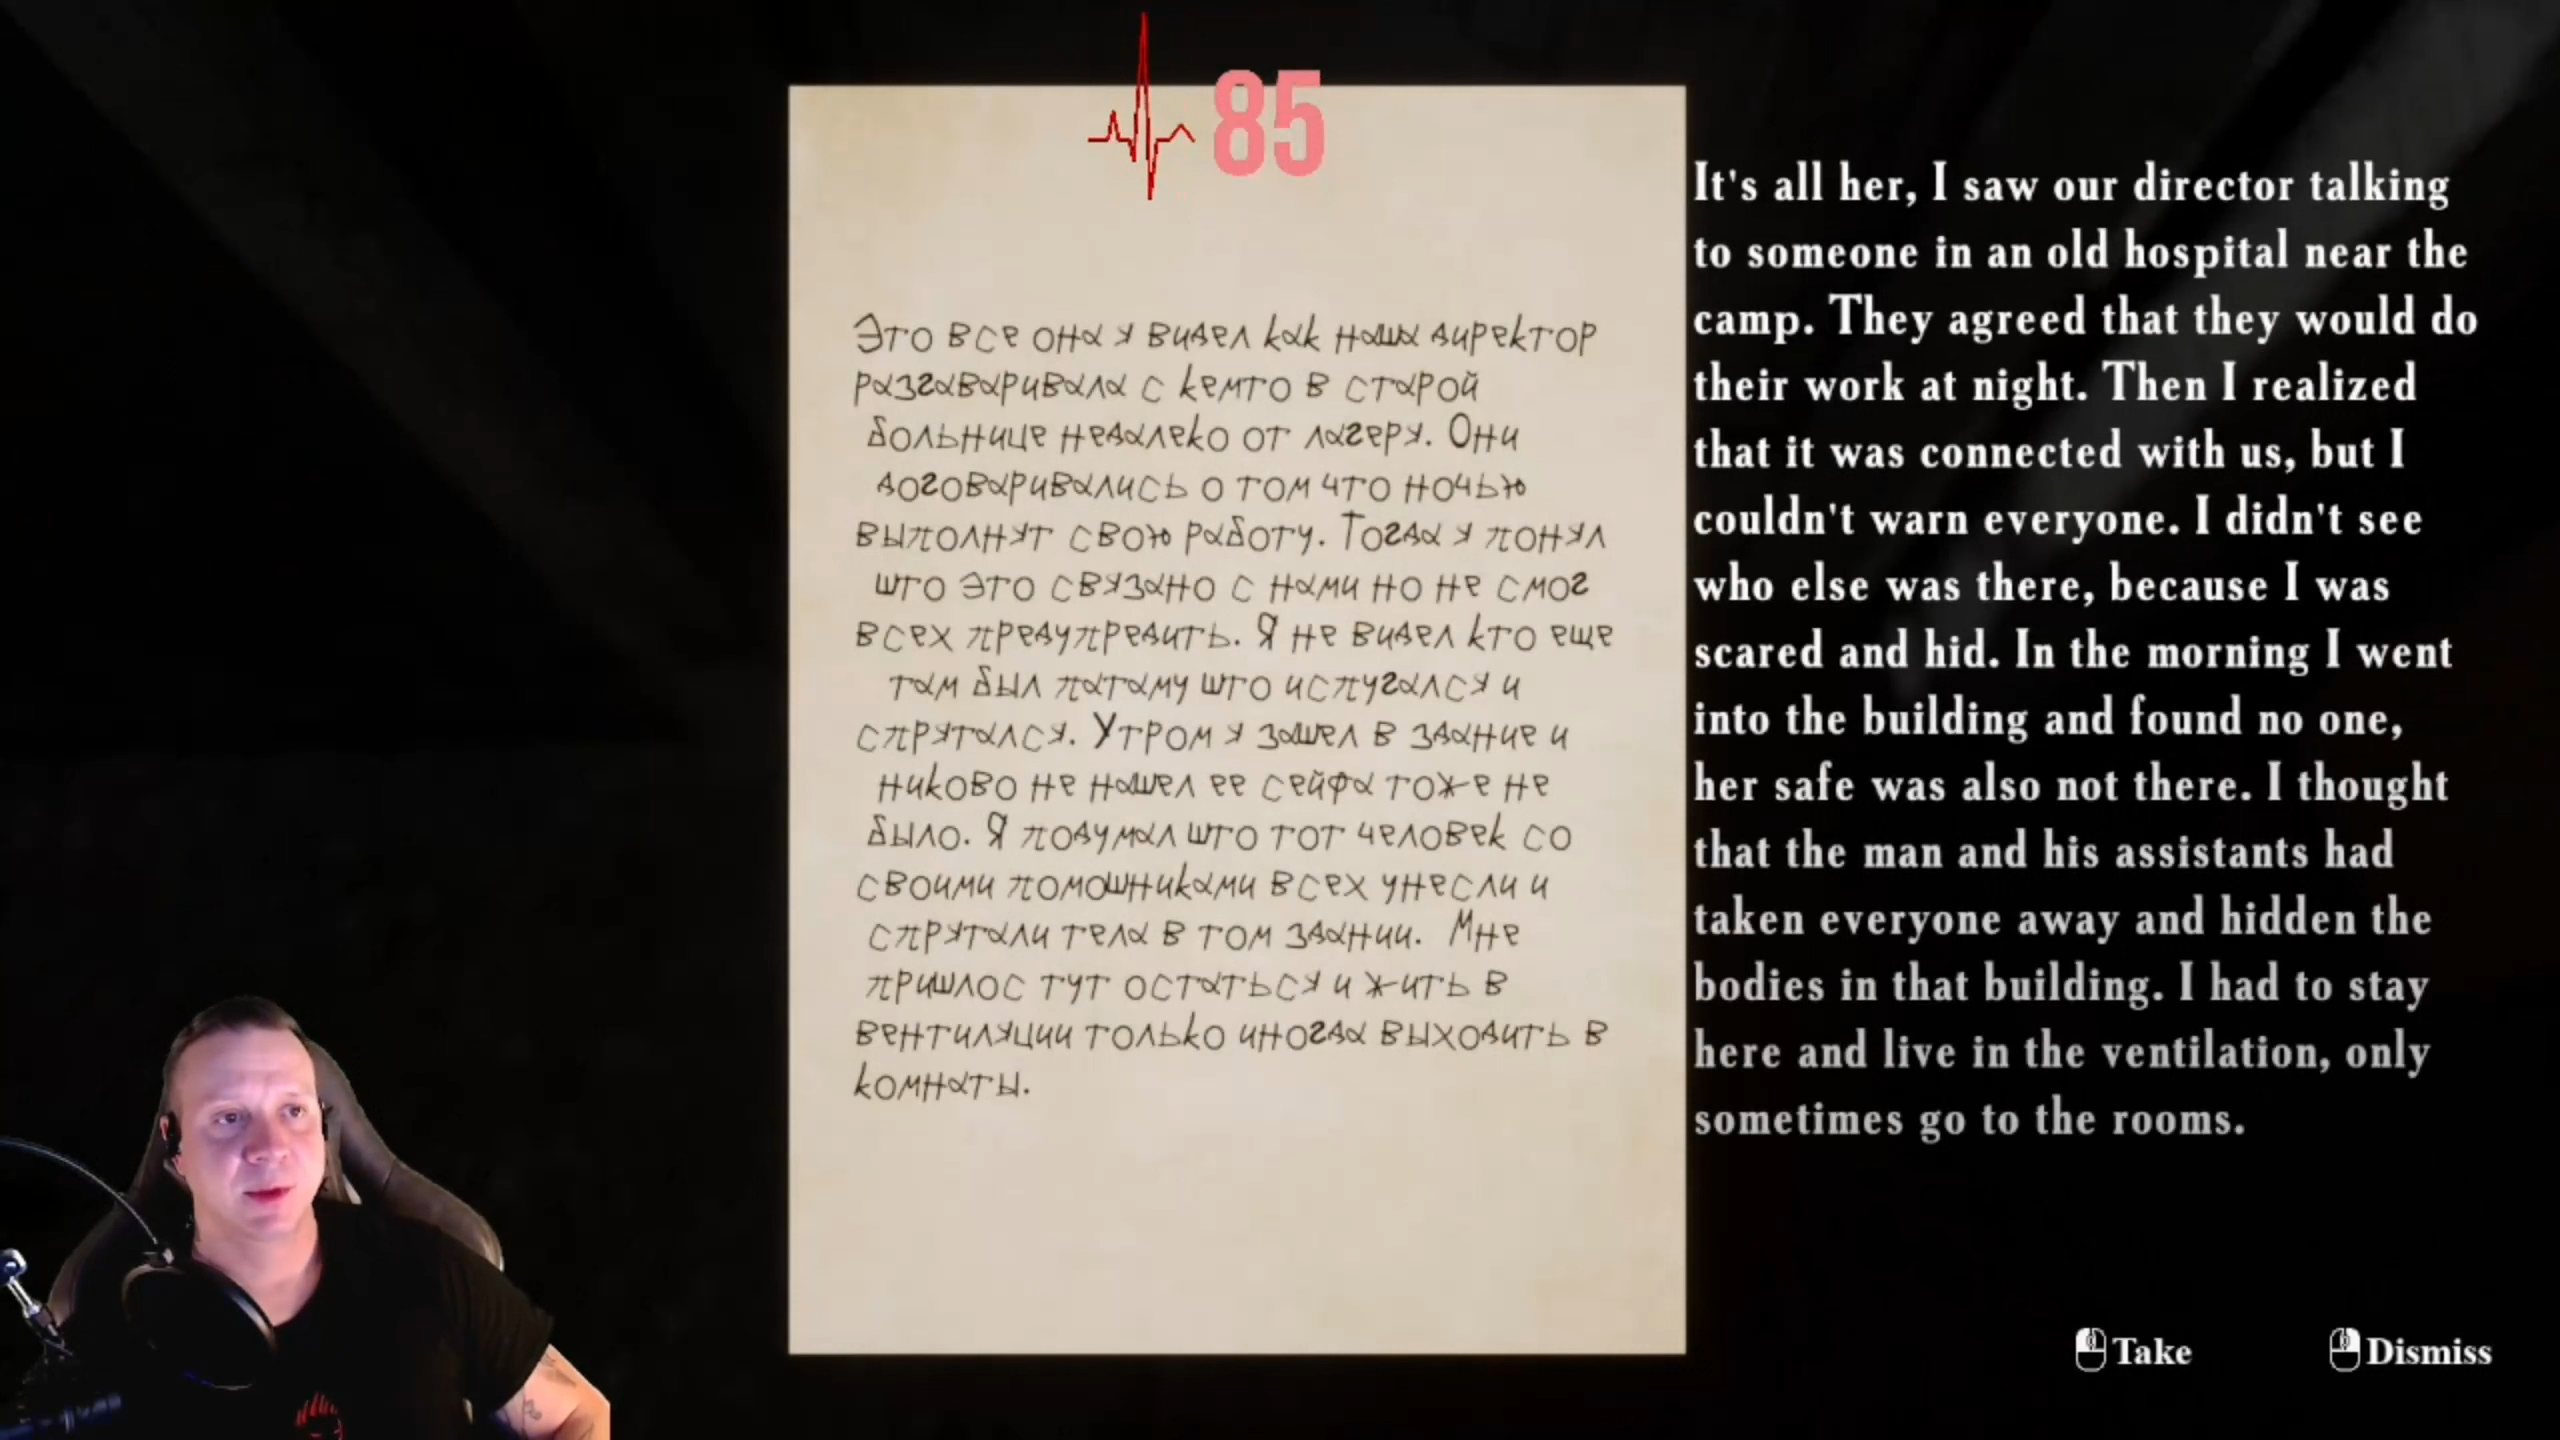 85
Это все она я видел как наша директор
разгаваривала с кемто в старой
больнице недалеко от лагеря. Они
договаривались о том что ночью
выполнят свою работу. Тогда я понял
што это связано с нами но не смог
всех предупредить. Я не видел кто еще
там был патаму што испугался и
спрятался. Утром я зашел в здание и
никово не нашел ее сейфа тоже не
было. Я подумал што тот человек со
своими помошниками всех унесли и
спрятали тела в том здании. Мне
пришлос тут остаться и жить в
вентиляции только иногда выходить в
комнаты.
It's all her, I saw our director talking
to someone in an old hospital near the
camp. They agreed that they would do
their work at night. Then I realized
that it was connected with us, but I
couldn't warn everyone. I didn't see
who else was there, because I was
scared and hid. In the morning I went
into the building and found no one,
her safe was also not there. I thought
that the man and his assistants had
taken everyone away and hidden the
bodies in that building. I had to stay
here and live in the ventilation, only
sometimes go to the rooms.
Take Dismiss